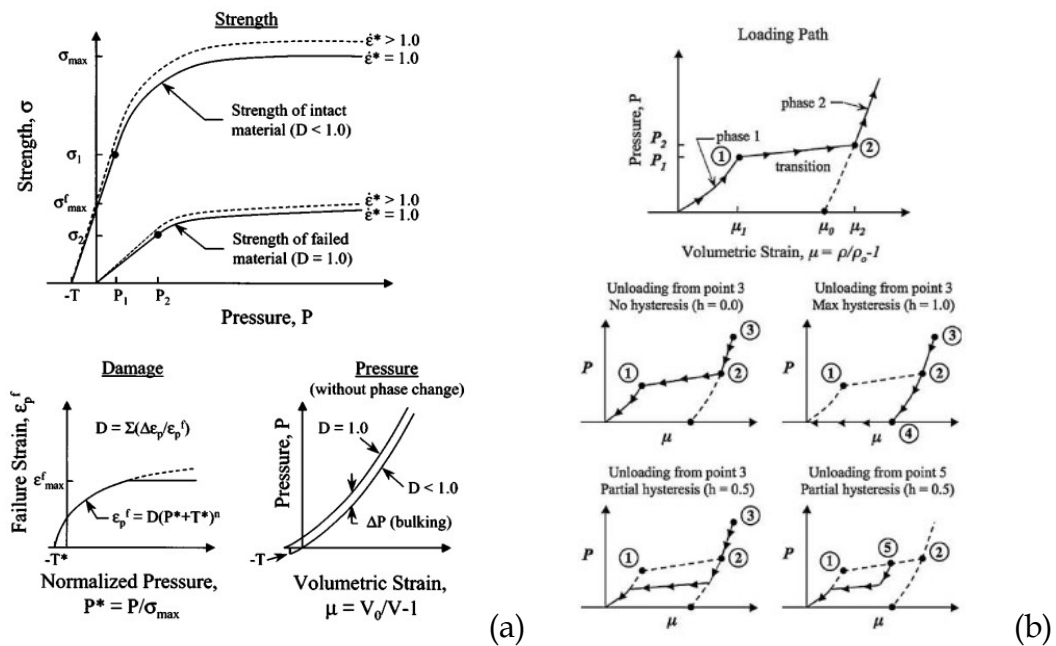 Strength
σmax
ε̇* > 1.0
ε̇* = 1.0
Strength of intact
material (D < 1.0)
Strength, σ
σ1
σfmax
σ2
ε̇* > 1.0
ε̇* = 1.0
Strength of failed
material (D = 1.0)
-T
P1
P2
Pressure, P
Damage
Failure Strain, εpf
D = Σ(Δεp/εpf)
εfmax
εpf = D(P*+T*)n
-T*
Normalized Pressure,
P* = P/σmax
Pressure
(without phase change)
Pressure, P
D = 1.0
D < 1.0
ΔP (bulking)
-T
Volumetric Strain,
μ = V0/V-1
(a)
Loading Path
Pressure, P
phase 2
phase 1
P2
P1
1
2
transition
μ1
μ0
μ2
Volumetric Strain, μ = ρ/ρo-1
Unloading from point 3
No hysteresis (h = 0.0)
P
3
1
2
μ
Unloading from point 3
Max hysteresis (h = 1.0)
P
3
1
2
μ
4
Unloading from point 3
Partial hysteresis (h = 0.5)
P
3
1
2
μ
Unloading from point 5
Partial hysteresis (h = 0.5)
P
1
5
2
μ
(b)